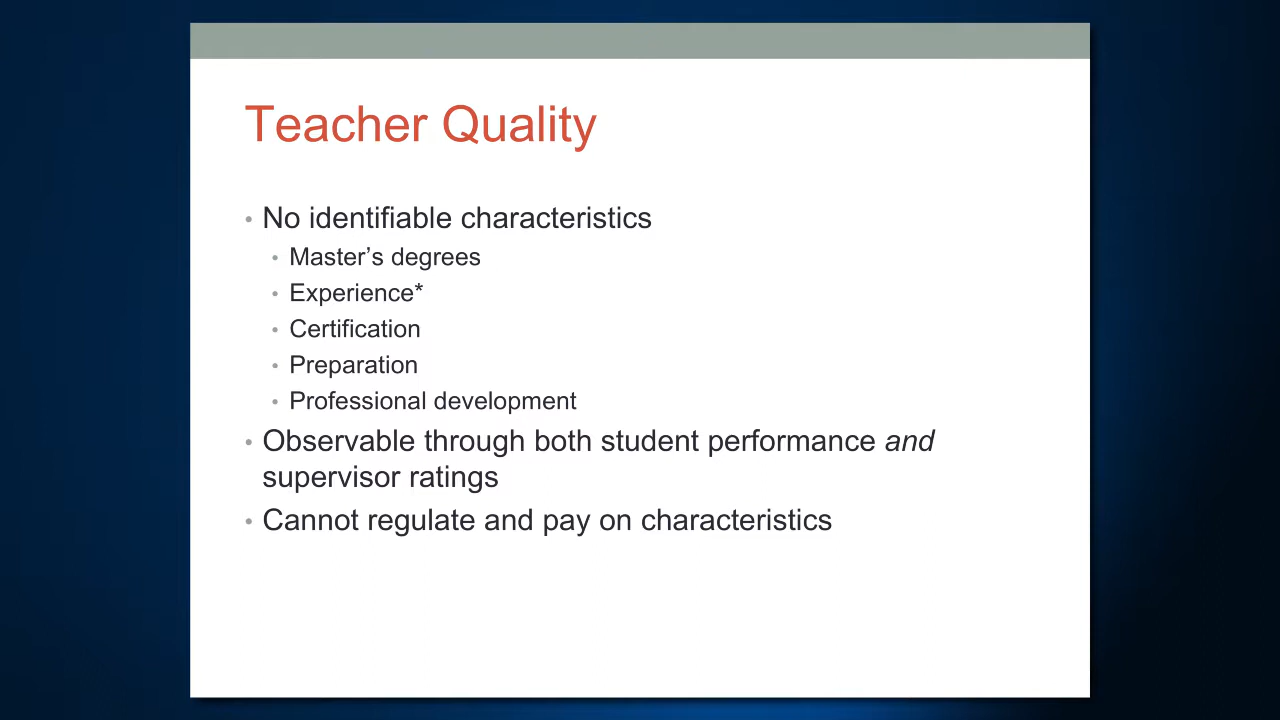 Teacher Quality
• No identifiable characteristics
• Master’s degrees
• Experience*
• Certification
• Preparation
• Professional development
• Observable through both student performance and
supervisor ratings
• Cannot regulate and pay on characteristics